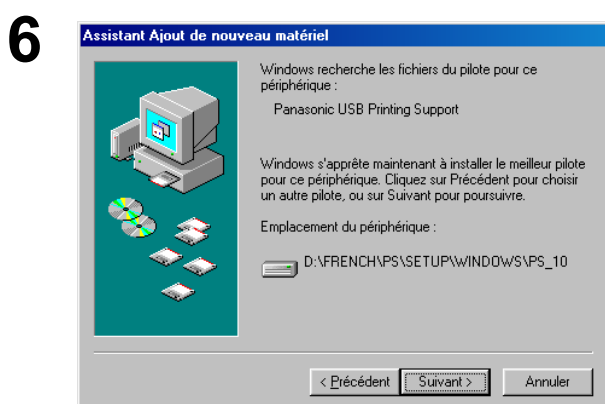 6
Assistant Ajout de nouveau matériel
Windows recherche les fichiers du pilote pour ce
périphérique :
Panasonic USB Printing Support
Windows s'apprête maintenant à installer le meilleur pilote
pour ce périphérique. Cliquez sur Précédent pour choisir
un autre pilote, ou sur Suivant pour poursuivre.
Emplacement du périphérique :
D:\FRENCH\PS\SETUP\WINDOWS\PS_10
< Précédent Suivant > Annuler